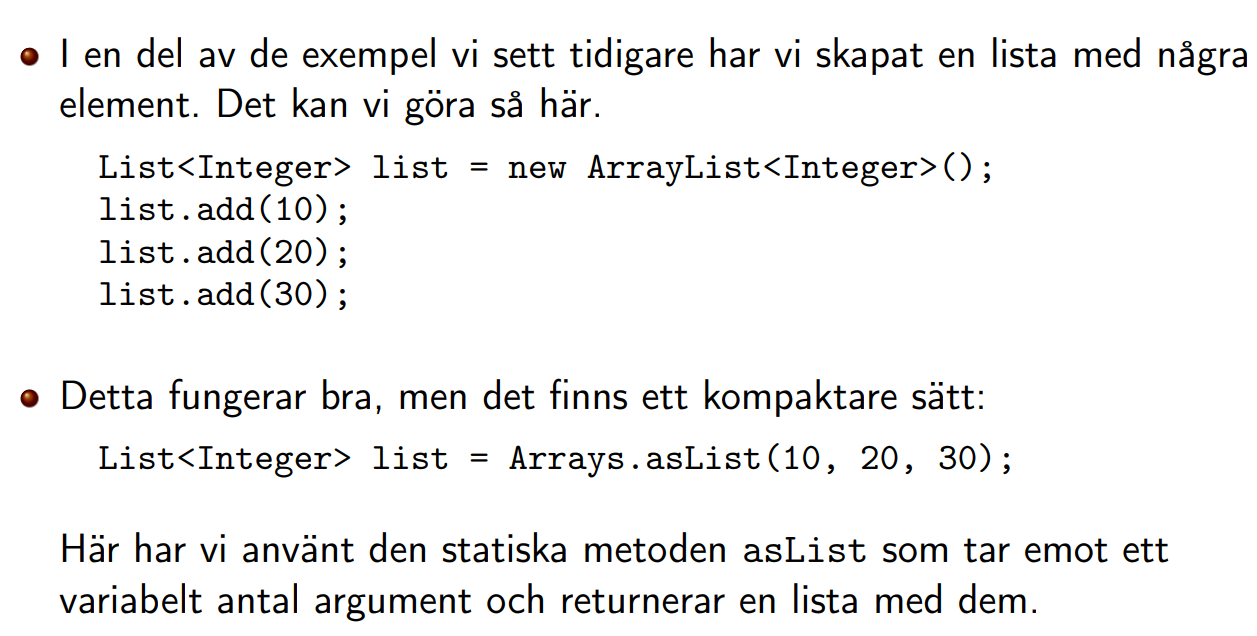 I en del av de exempel vi sett tidigare har vi skapat en lista med några
element. Det kan vi göra så här.
List<Integer> list = new ArrayList<Integer>();
list.add(10);
list.add(20);
list.add(30);
Detta fungerar bra, men det finns ett kompaktare sätt:
List<Integer> list = Arrays.asList(10, 20, 30);
Här har vi använt den statiska metoden asList som tar emot ett
variabelt antal argument och returnerar en lista med dem.